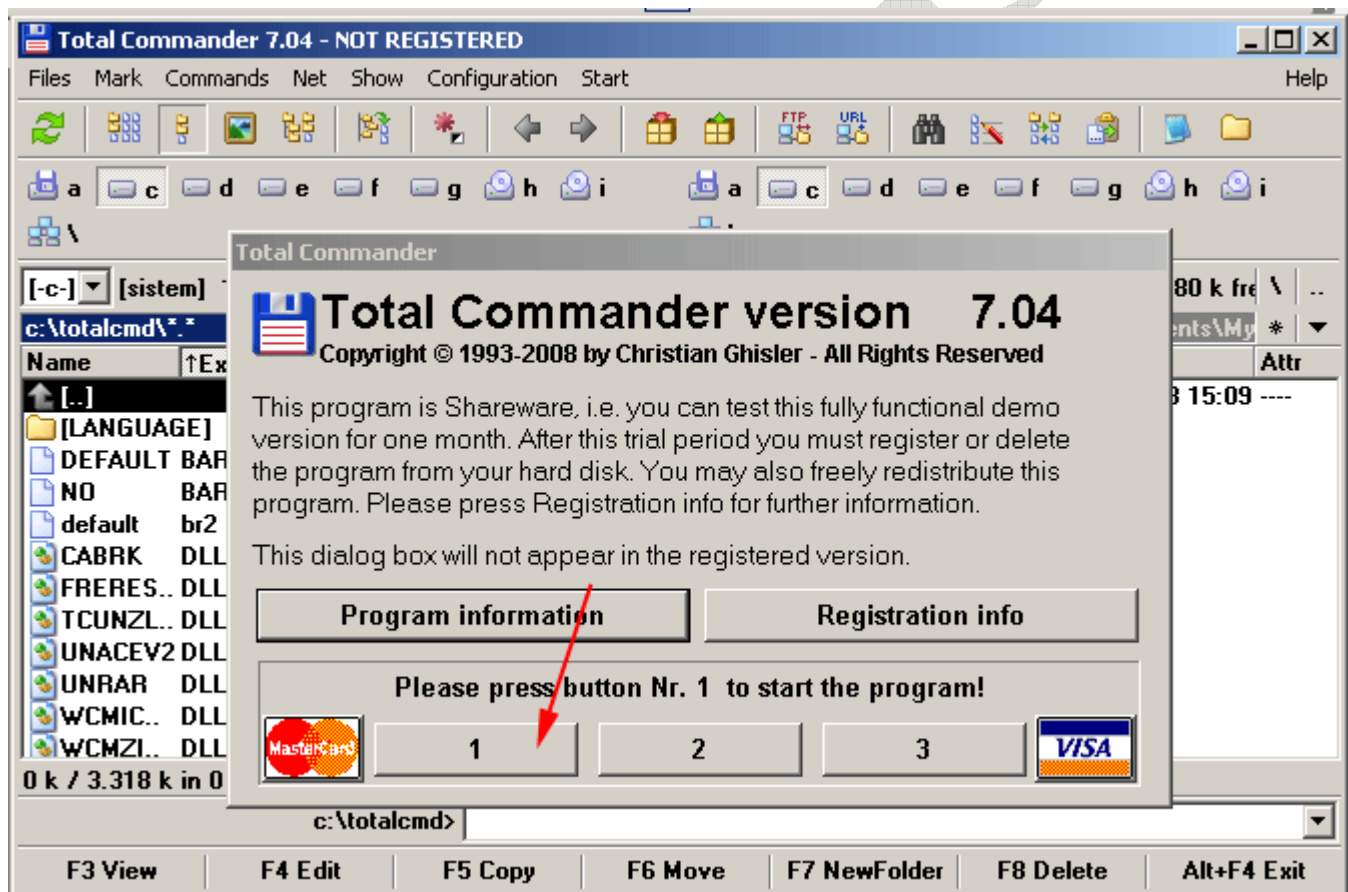 Total Commander 7.04 - NOT REGISTERED
Files Mark Commands Net Show Configuration Start Help
FTP URL
a c d e f g h i a c d e f g h i
\
Total Commander
[-c-] [sistem] 80 k fre \ ..
Total Commander version 7.04
c:\totalcmd\*.* ents\My * ▼
Copyright © 1993-2008 by Christian Ghisler - All Rights Reserved
Name ↑Ex Attr
[..] 3 15:09 ----
This program is Shareware, i.e. you can test this fully functional demo
version for one month. After this trial period you must register or delete
the program from your hard disk. You may also freely redistribute this
program. Please press Registration info for further information.
This dialog box will not appear in the registered version.
[LANGUAGE]
DEFAULT BAR
NO BAR
default br2
CABRK DLL
FRERES.. DLL
TCUNZL.. DLL
UNACEV2 DLL
UNRAR DLL
WCMIC.. DLL
WCMZI.. DLL
Program information Registration info
Please press button Nr. 1 to start the program!
MasterCard 1 2 3 VISA
0 k / 3.318 k in 0
c:\totalcmd>
F3 View F4 Edit F5 Copy F6 Move F7 NewFolder F8 Delete Alt+F4 Exit